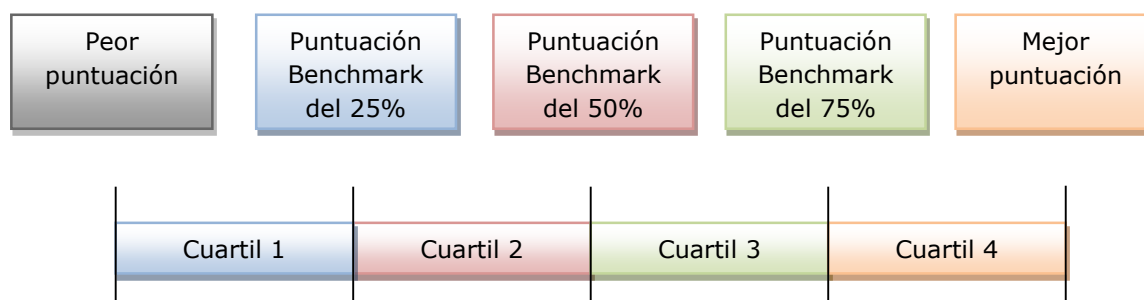 Peor
puntuación
Puntuación
Benchmark
del 25%
Puntuación
Benchmark
del 50%
Puntuación
Benchmark
del 75%
Mejor
puntuación
Cuartil 1
Cuartil 2
Cuartil 3
Cuartil 4